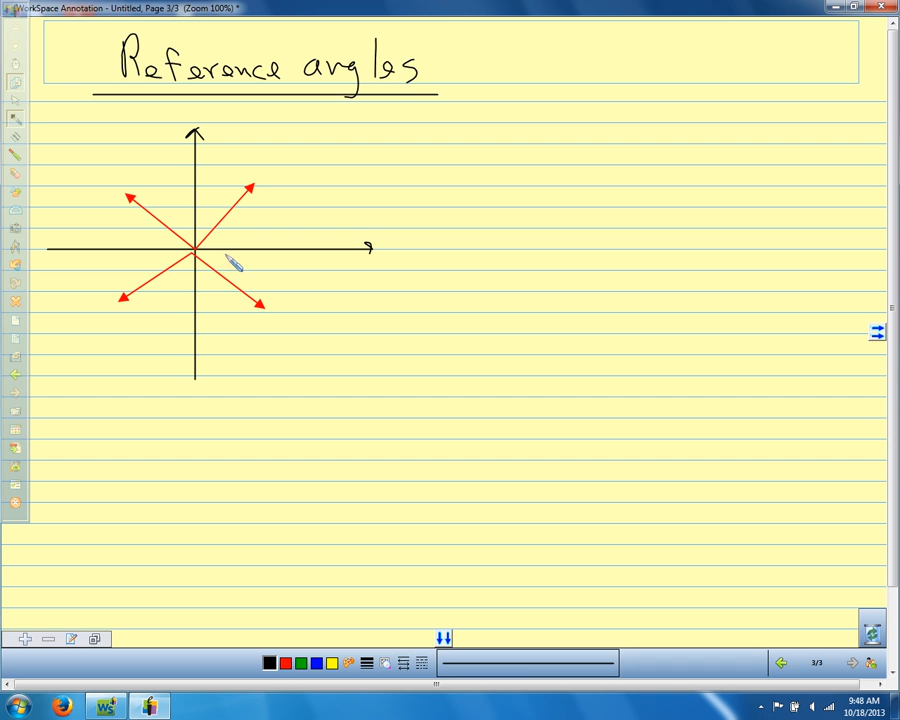 WorkSpace Annotation - Untitled, Page 3/3 (Zoom 100%) *
Reference angles
3/3
9:48 AM
10/18/2013